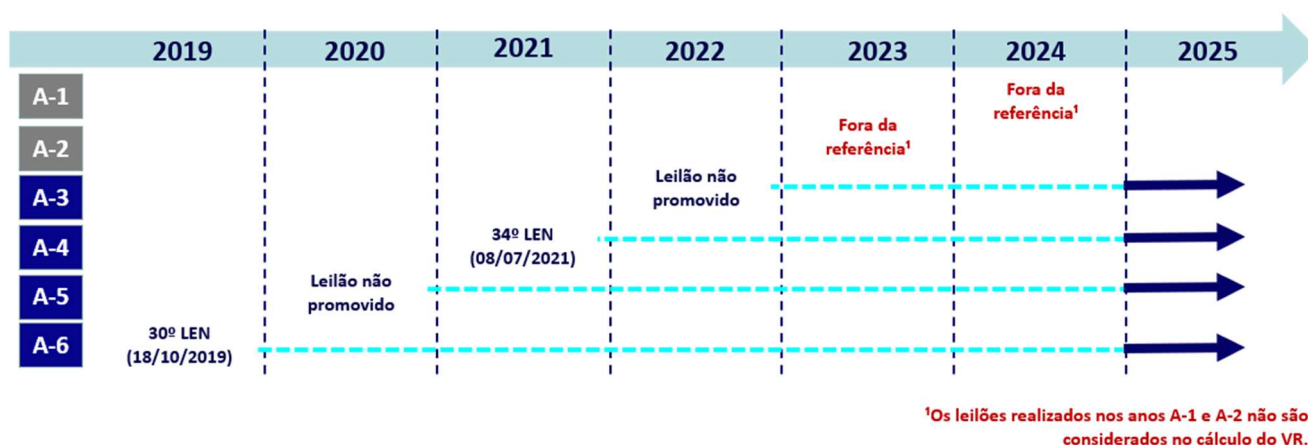 2019 2020 2021 2022 2023 2024 2025
A-1
Fora da
referência¹
A-2
Fora da
referência¹
A-3
Leilão não
promovido
A-4
34º LEN
(08/07/2021)
A-5
Leilão não
promovido
A-6
30º LEN
(18/10/2019)
¹Os leilões realizados nos anos A-1 e A-2 não são
considerados no cálculo do VR.